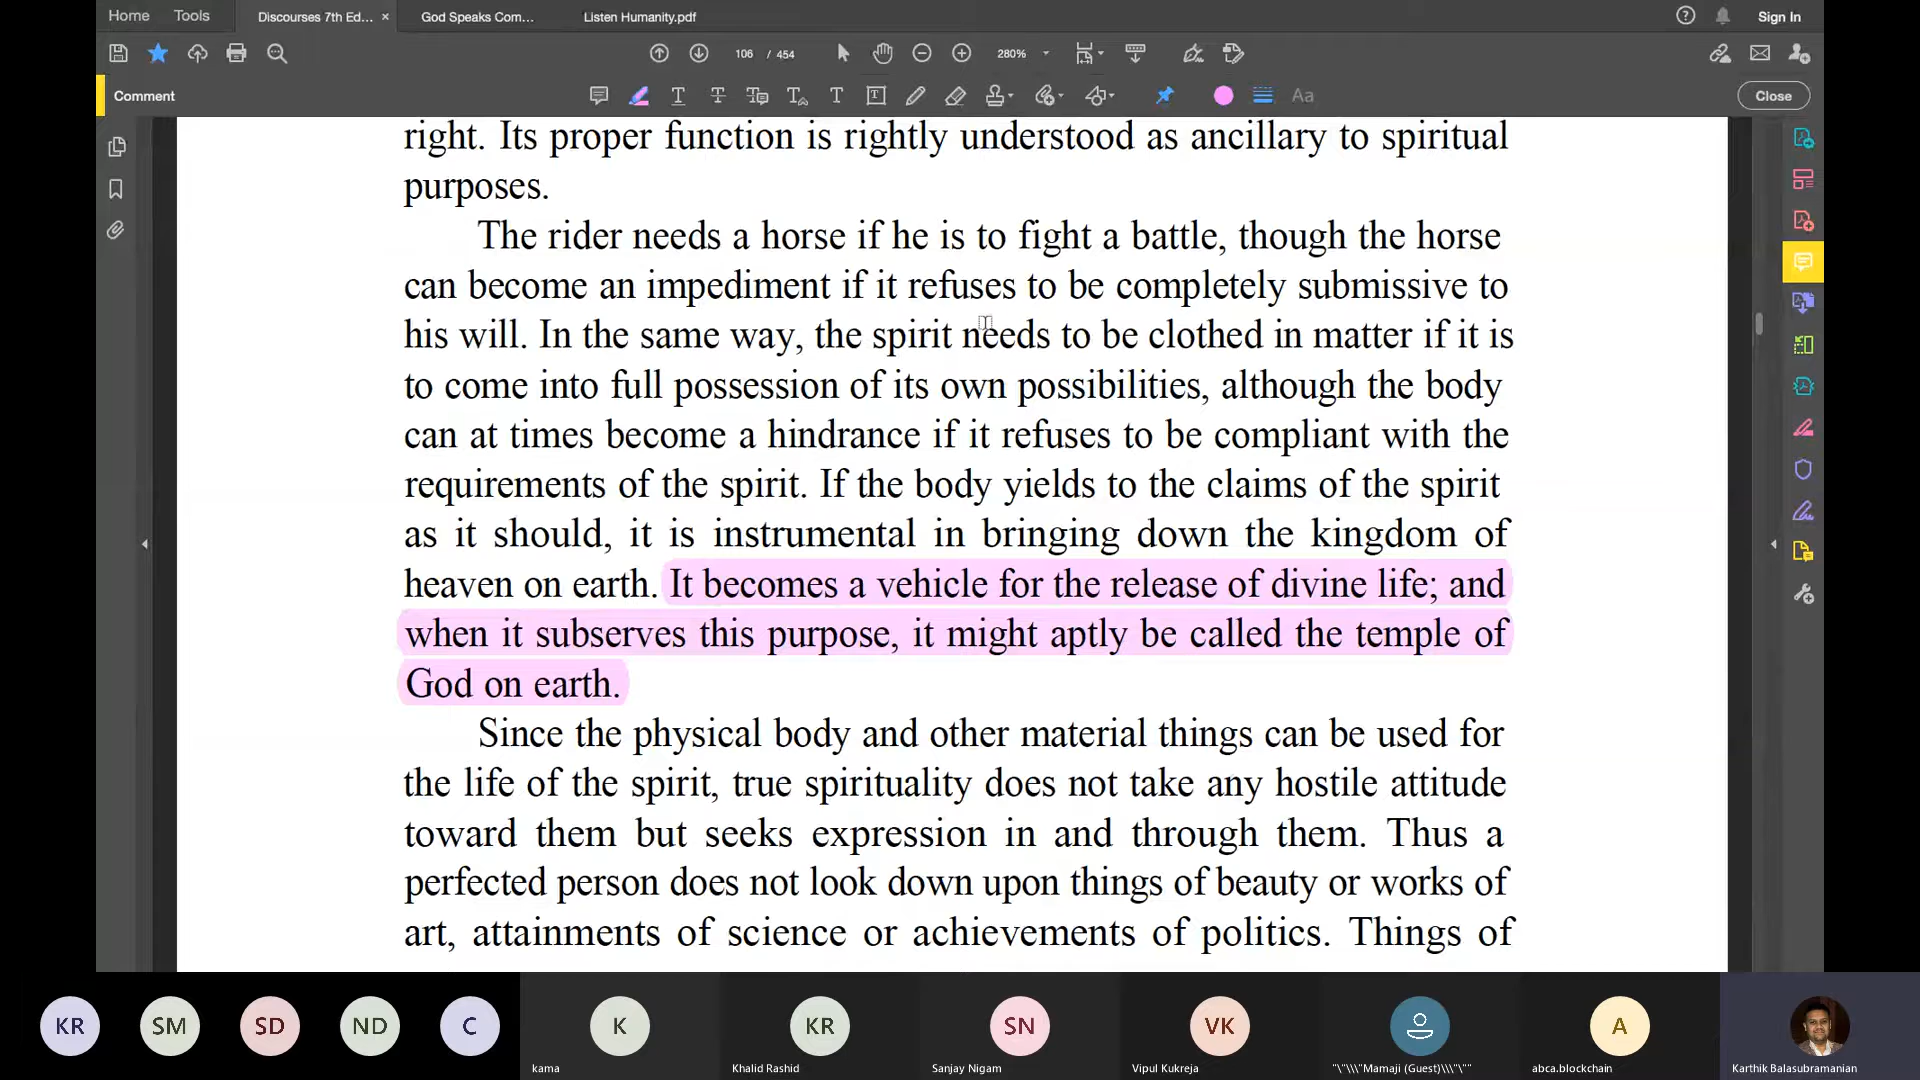 Home Tools Discourses 7th Ed... × God Speaks Com... Listen Humanity.pdf Sign In
106 / 454 280%
Comment Close
right. Its proper function is rightly understood as ancillary to spiritual
purposes.
The rider needs a horse if he is to fight a battle, though the horse
can become an impediment if it refuses to be completely submissive to
his will. In the same way, the spirit needs to be clothed in matter if it is
to come into full possession of its own possibilities, although the body
can at times become a hindrance if it refuses to be compliant with the
requirements of the spirit. If the body yields to the claims of the spirit
as it should, it is instrumental in bringing down the kingdom of
heaven on earth. It becomes a vehicle for the release of divine life; and
when it subserves this purpose, it might aptly be called the temple of
God on earth.
Since the physical body and other material things can be used for
the life of the spirit, true spirituality does not take any hostile attitude
toward them but seeks expression in and through them. Thus a
perfected person does not look down upon things of beauty or works of
art, attainments of science or achievements of politics. Things of
KR SM SD ND C K KR SN VK A
kama Khalid Rashid Sanjay Nigam Vipul Kukreja "\"\\\"Mamaji (Guest)\\\"\"" abca.blockchain Karthik Balasubramanian